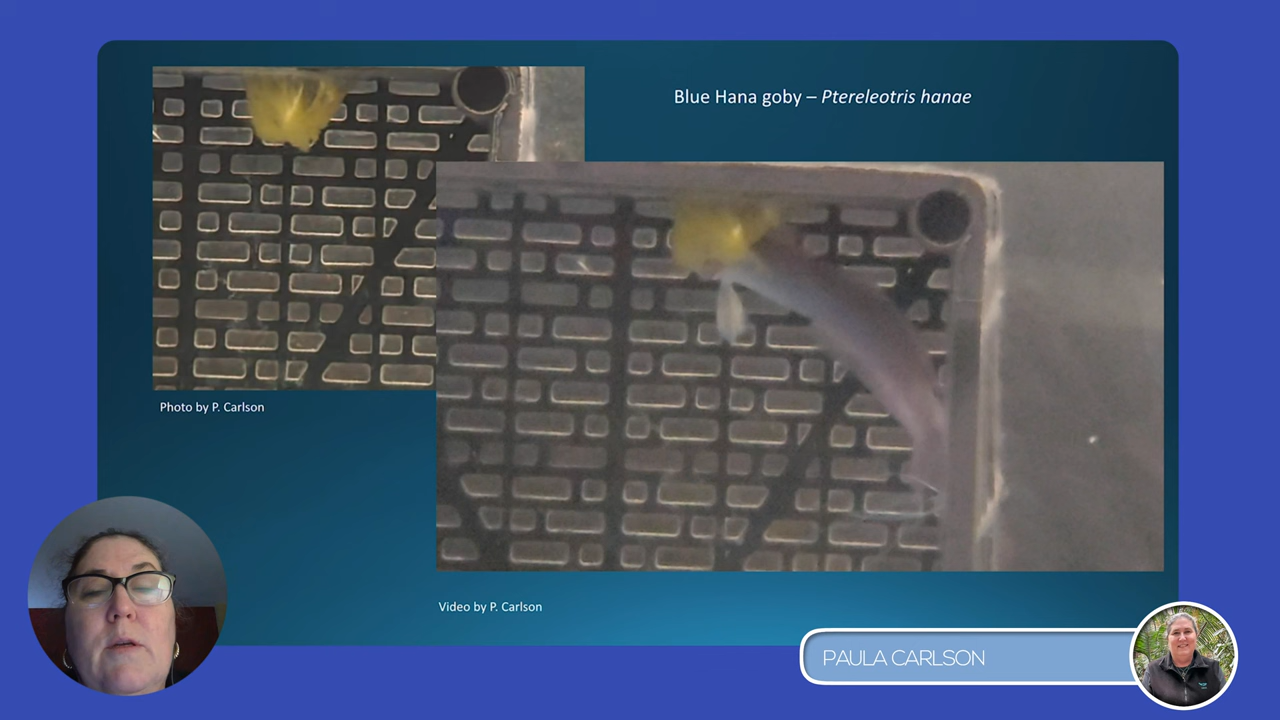 Blue Hana goby – Ptereleotris hanae
Photo by P. Carlson
Video by P. Carlson
PAULA CARLSON